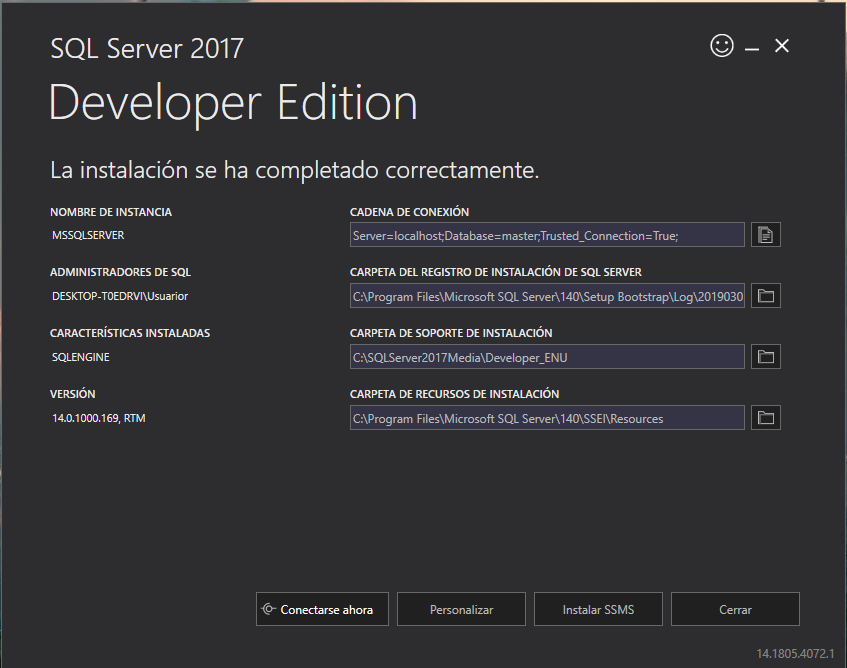 SQL Server 2017
Developer Edition
La instalación se ha completado correctamente.
NOMBRE DE INSTANCIA
MSSQLSERVER
CADENA DE CONEXIÓN
Server=localhost;Database=master;Trusted_Connection=True;
ADMINISTRADORES DE SQL
DESKTOP-T0EDRVI\Usuarior
CARPETA DEL REGISTRO DE INSTALACIÓN DE SQL SERVER
C:\Program Files\Microsoft SQL Server\140\Setup Bootstrap\Log\2019030
CARACTERÍSTICAS INSTALADAS
SQLENGINE
CARPETA DE SOPORTE DE INSTALACIÓN
C:\SQLServer2017Media\Developer_ENU
VERSIÓN
14.0.1000.169, RTM
CARPETA DE RECURSOS DE INSTALACIÓN
C:\Program Files\Microsoft SQL Server\140\SSEI\Resources
Conectarse ahora
Personalizar
Instalar SSMS
Cerrar
14.1805.4072.1